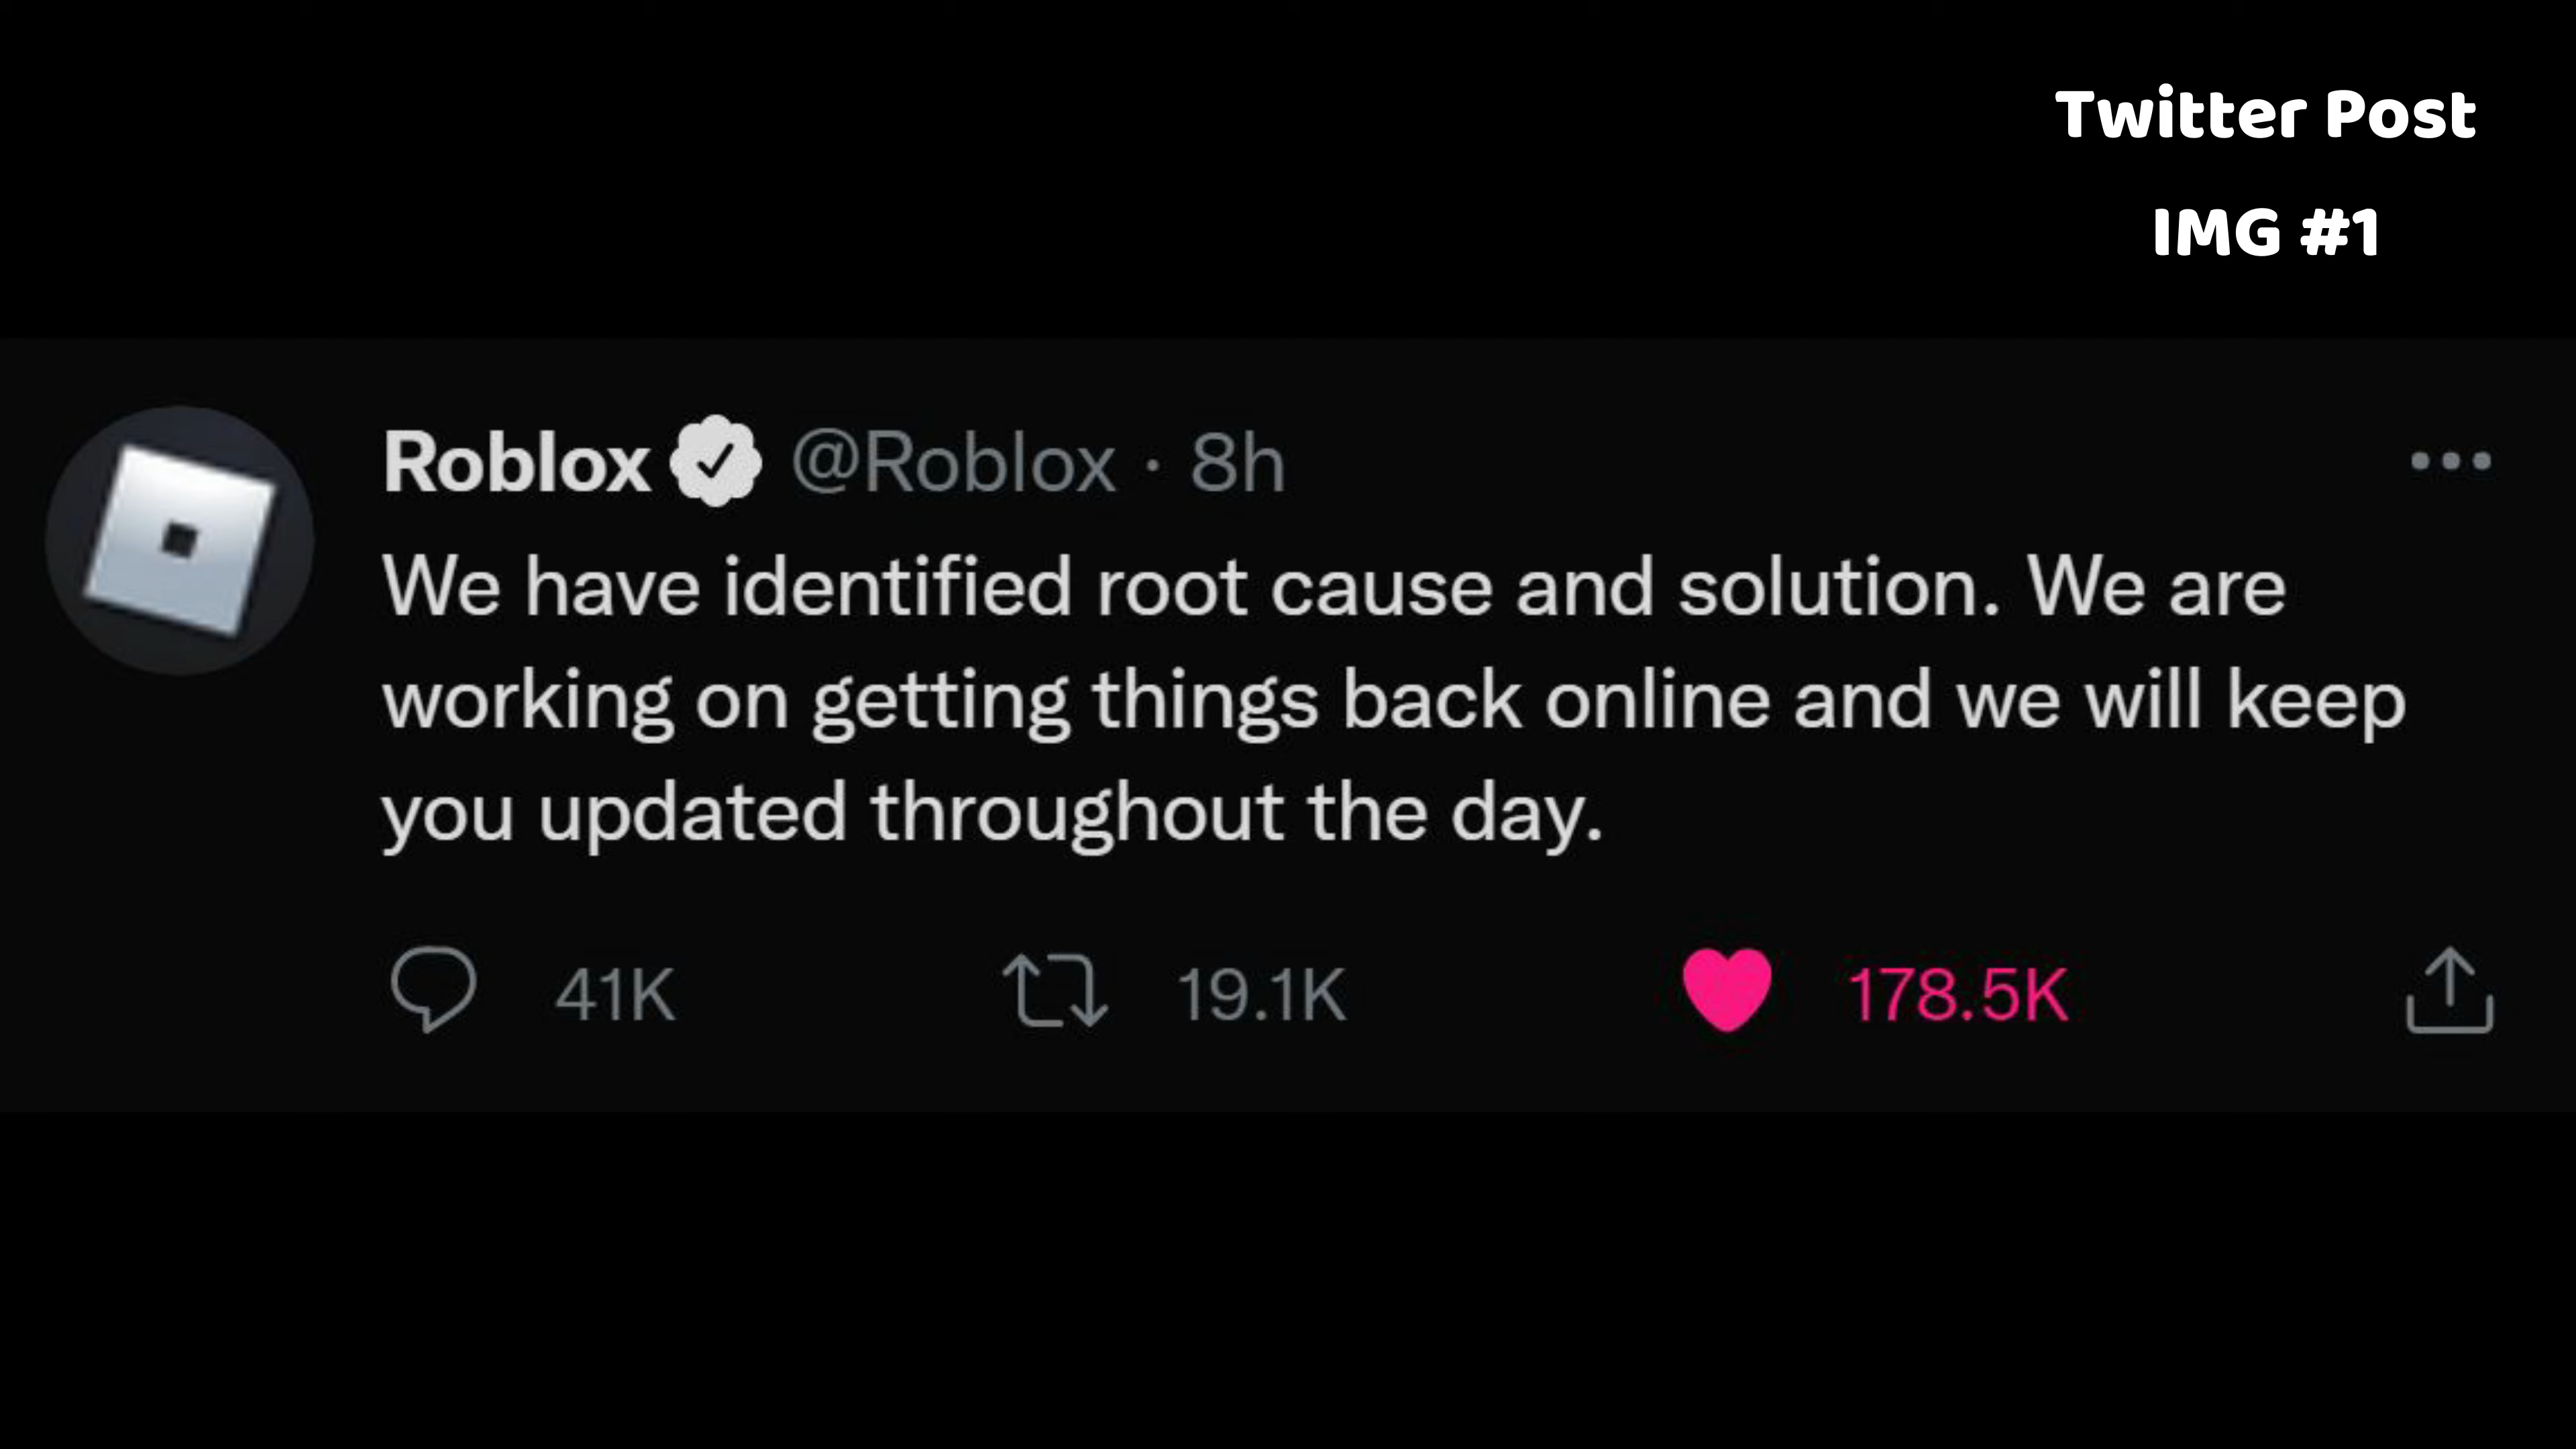 Twitter Post
IMG #1
Roblox @Roblox · 8h
We have identified root cause and solution. We are
working on getting things back online and we will keep
you updated throughout the day.
41K 19.1K 178.5K